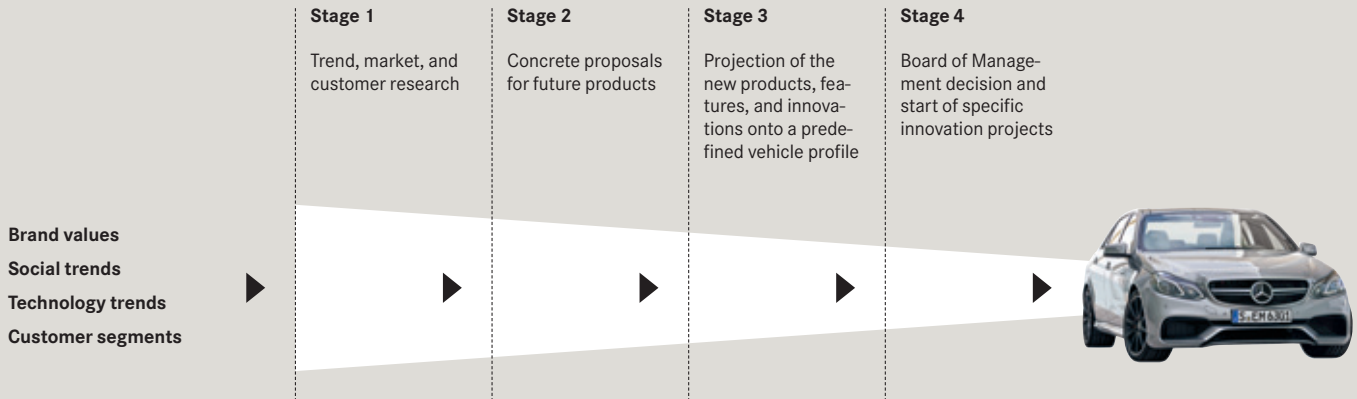 Stage 1
Trend, market, and
customer research
Stage 2
Concrete proposals
for future products
Stage 3
Projection of the
new products, fea-
tures, and innova-
tions onto a prede-
fined vehicle profile
Stage 4
Board of Manage-
ment decision and
start of specific
innovation projects
Brand values
Social trends
Technology trends
Customer segments
S EM 6301